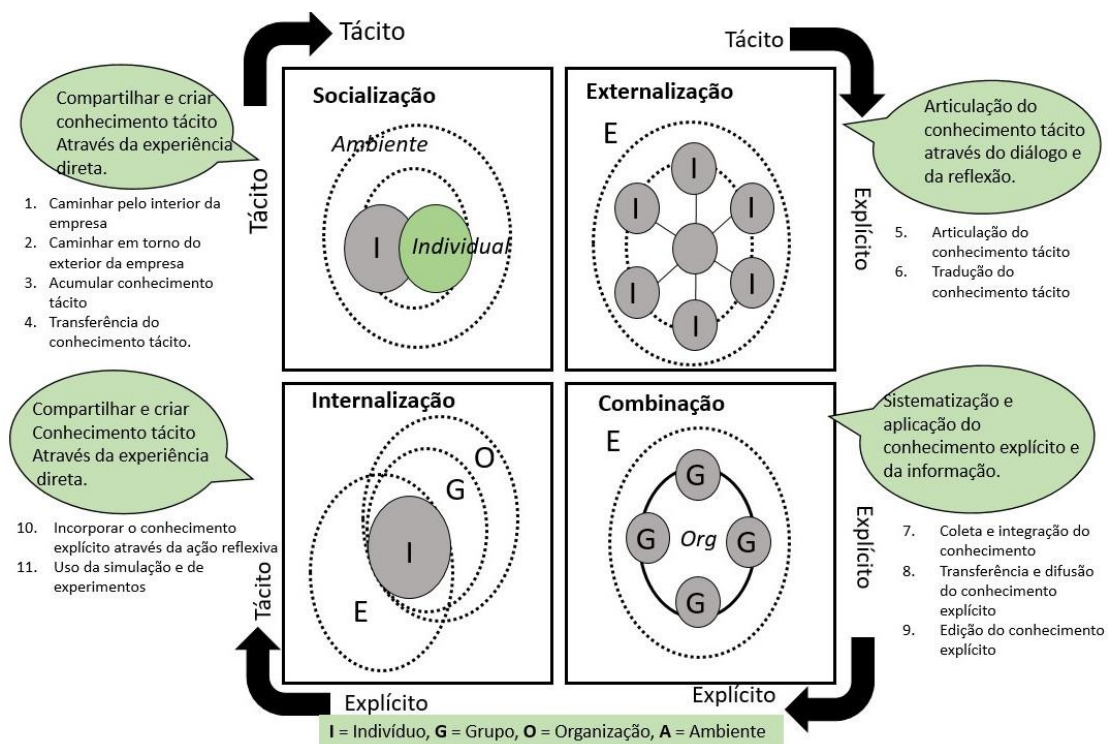 Tácito
Tácito
Compartilhar e criar
conhecimento tácito
Através da experiência
direta.
Tácito
Socialização
Ambiente
I
Individual
Externalização
E
I
I
I
I
I
I
Articulação do
conhecimento tácito
através do diálogo e
da reflexão.
Explícito
1. Caminhar pelo interior da
empresa
2. Caminhar em torno do
exterior da empresa
3. Acumular conhecimento
tácito
4. Transferência do
conhecimento tácito.
5. Articulação do
conhecimento tácito
6. Tradução do
conhecimento tácito
Compartilhar e criar
Conhecimento tácito
Através da experiência
direta.
10. Incorporar o conhecimento
explícito através da ação reflexiva
11. Uso da simulação e de
experimentos
Tácito
Internalização
O
G
I
E
Combinação
E
G
G
Org
G
G
Sistematização e
aplicação do
conhecimento explícito e
da informação.
Explícito
7. Coleta e integração do
conhecimento
8. Transferência e difusão
do conhecimento
explícito
9. Edição do conhecimento
explícito
Explícito
Explícito
I = Indivíduo, G = Grupo, O = Organização, A = Ambiente